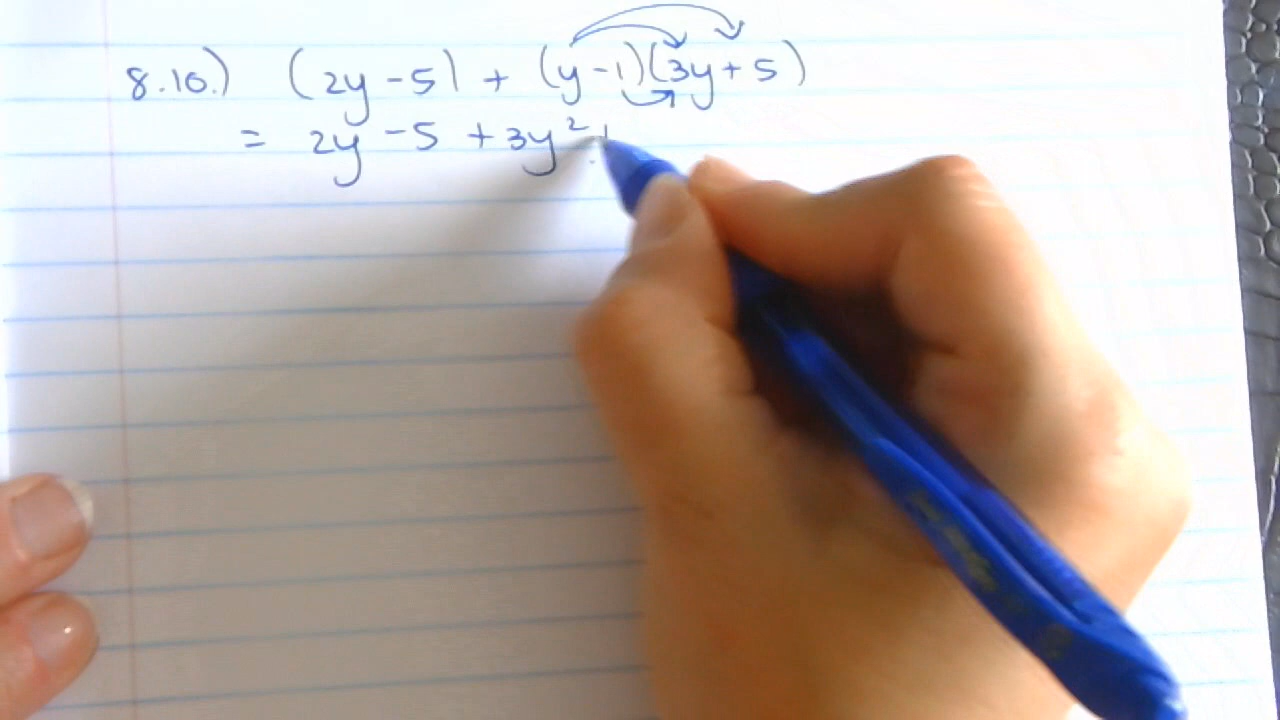 8.10.) (2y - 5) + (y - 1)(3y + 5)
= 2y - 5 + 3y² +